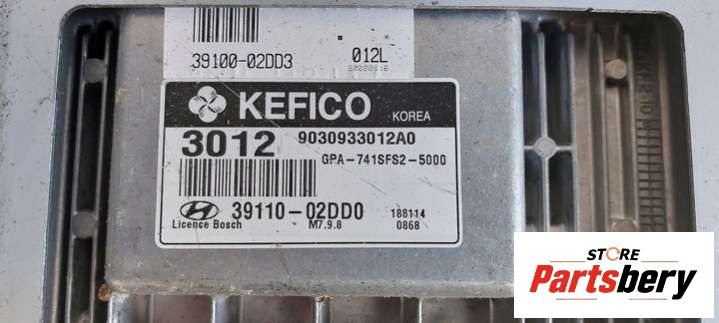 39100-02DD3 012L
KEFICO KOREA
3012 9030933012A0
GPA-741SFS2-5000
39110-02DD0 188114
Licence Bosch M7.9.8 0868
STORE
Partsbery